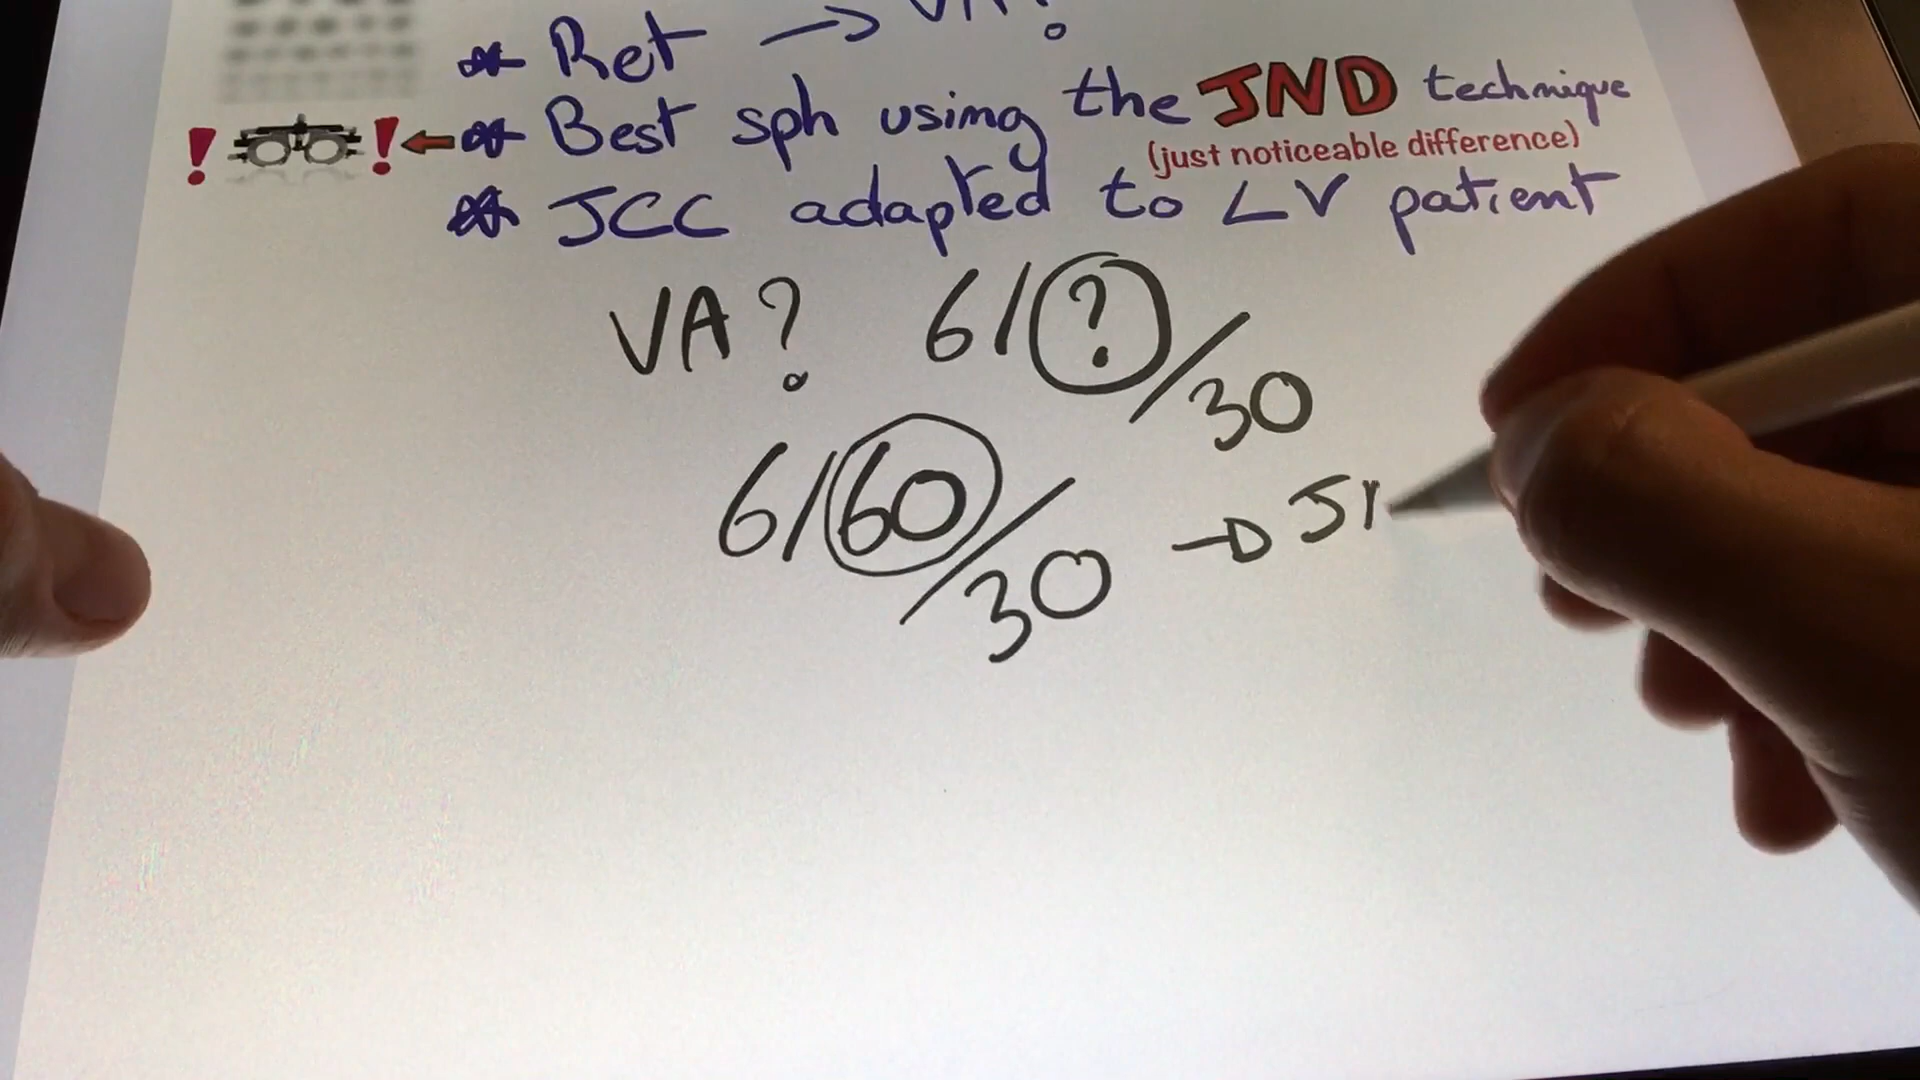 * Ret → VA?
! ! ← * Best sph using the JND technique
(just noticeable difference)
* JCC adapted to LV patient
VA? 6/?/30
6/60/30 → J